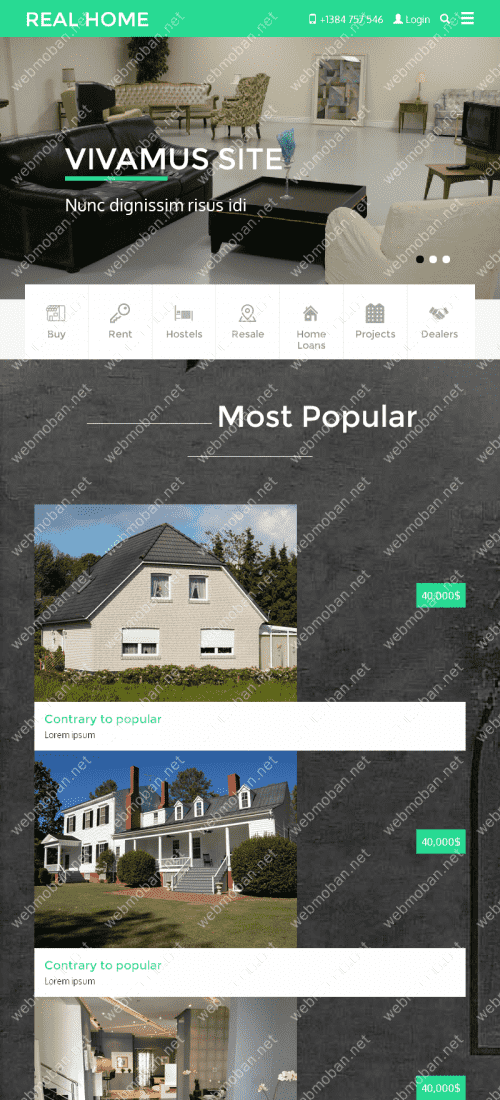 REAL HOME
+1384 757 546 Login
VIVAMUS SITE
Nunc dignissim risus idi
Buy Rent Hostels Resale Home Loans Projects Dealers
Most Popular
40,000$
Contrary to popular
Lorem ipsum
40,000$
Contrary to popular
Lorem ipsum
40,000$
webmoban.net